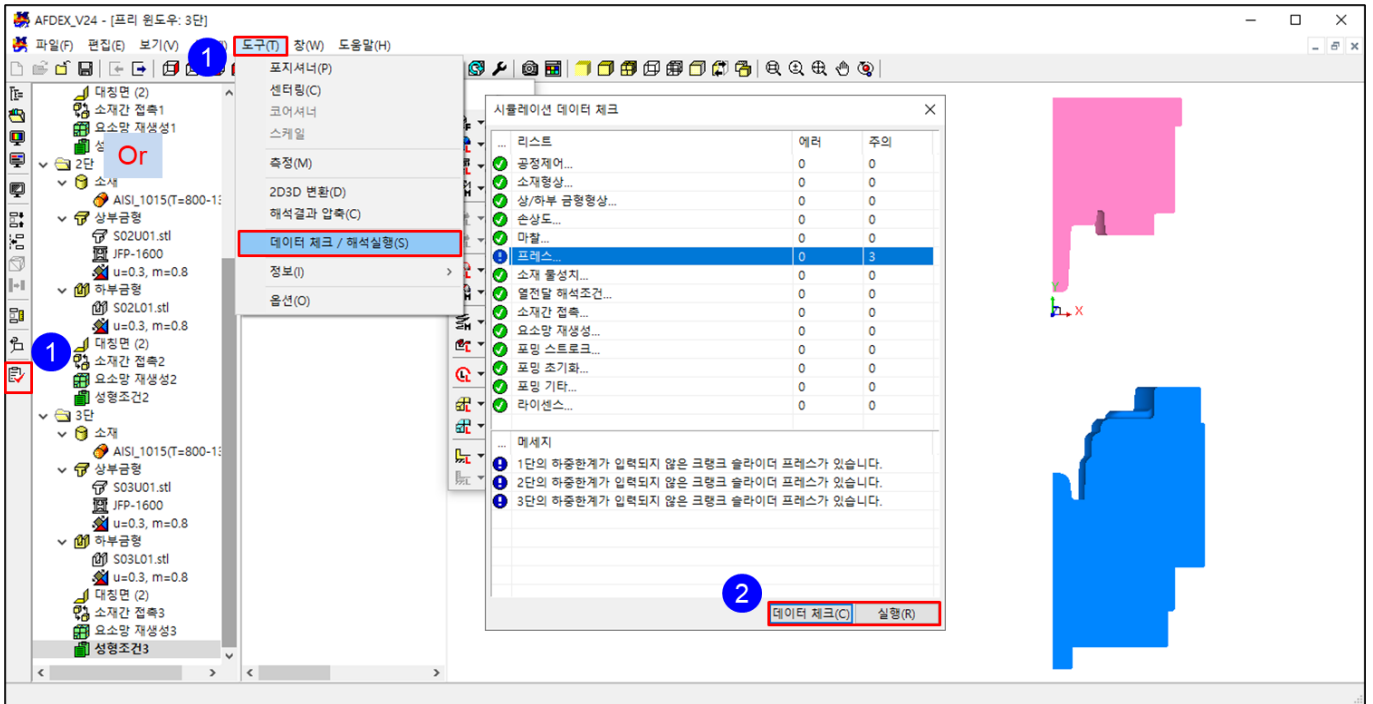 AFDEX_V24 - [프리 윈도우: 3단]
파일(F) 편집(E) 보기(V) 도구(T) 창(W) 도움말(H)
1
포지셔너(P)
센터링(C)
코어셔너
스케일
측정(M)
2D3D 변환(D)
해석결과 압축(C)
데이터 체크 / 해석실행(S)
정보(I)
옵션(O)
Or
1
대칭면 (2)
소재간 접촉1
요소망 재생성1
2단
소재
AISI_1015(T=800-13
상부금형
S02U01.stl
JFP-1600
u=0.3, m=0.8
하부금형
S02L01.stl
u=0.3, m=0.8
대칭면 (2)
소재간 접촉2
요소망 재생성2
성형조건2
3단
소재
AISI_1015(T=800-13
상부금형
S03U01.stl
JFP-1600
u=0.3, m=0.8
하부금형
S03L01.stl
u=0.3, m=0.8
대칭면 (2)
소재간 접촉3
요소망 재생성3
성형조건3
시뮬레이션 데이터 체크
... 리스트 에러 주의
공정제어... 0 0
소재형상... 0 0
상/하부 금형형상... 0 0
손상도... 0 0
마찰... 0 0
프레스... 0 3
소재 물성치... 0 0
열전달 해석조건... 0 0
소재간 접촉... 0 0
요소망 재생성... 0 0
포밍 스트로크... 0 0
포밍 초기화... 0 0
포밍 기타... 0 0
라이센스... 0 0
... 메세지
1단의 하중한계가 입력되지 않은 크랭크 슬라이더 프레스가 있습니다.
2단의 하중한계가 입력되지 않은 크랭크 슬라이더 프레스가 있습니다.
3단의 하중한계가 입력되지 않은 크랭크 슬라이더 프레스가 있습니다.
2
데이터 체크(C) 실행(R)
Y
X